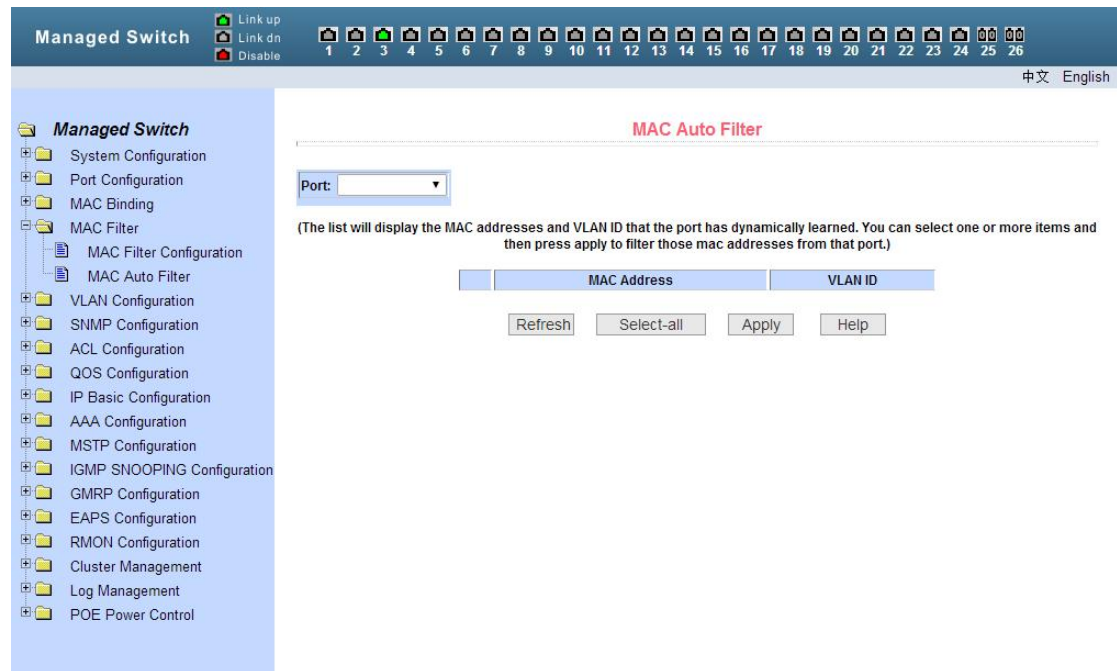 Managed Switch
Link up
Link dn
Disable
1 2 3 4 5 6 7 8 9 10 11 12 13 14 15 16 17 18 19 20 21 22 23 24 25 26
中文 English
Managed Switch
System Configuration
Port Configuration
MAC Binding
MAC Filter
MAC Filter Configuration
MAC Auto Filter
VLAN Configuration
SNMP Configuration
ACL Configuration
QOS Configuration
IP Basic Configuration
AAA Configuration
MSTP Configuration
IGMP SNOOPING Configuration
GMRP Configuration
EAPS Configuration
RMON Configuration
Cluster Management
Log Management
POE Power Control
MAC Auto Filter
Port:
(The list will display the MAC addresses and VLAN ID that the port has dynamically learned. You can select one or more items and
then press apply to filter those mac addresses from that port.)
MAC Address VLAN ID
Refresh Select-all Apply Help